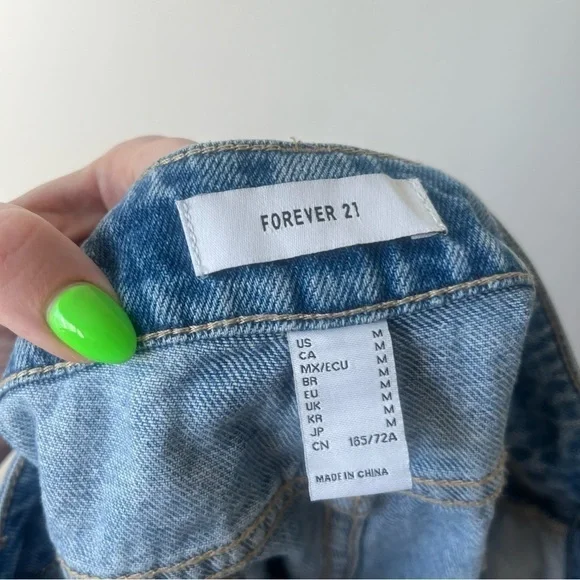 FOREVER 21
US M
CA M
MX/ECU M
BR M
EU M
UK M
KR M
JP M
CN 165/72A
MADE IN CHINA